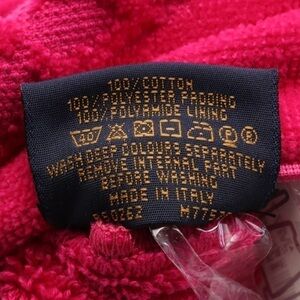 100/COTTON
100/POLYESTER PADDING
100/POLYAMIDE LINING
WASH DEEP COLOURS SEPARATELY
REMOVE INTERNAL PART
BEFORE WASHING
MADE IN ITALY